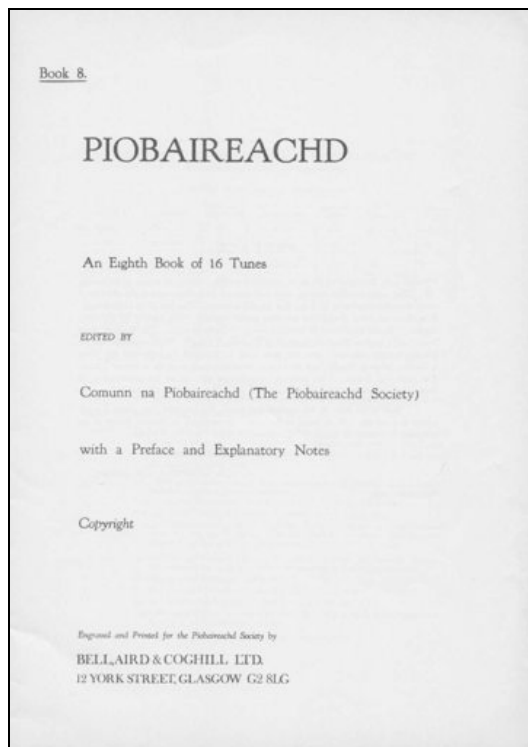 Book 8.
PIOBAIREACHD
An Eighth Book of 16 Tunes
EDITED BY
Comunn na Piobaireachd (The Piobaireachd Society)
with a Preface and Explanatory Notes
Copyright
Engraved and Printed for the Piobaireachd Society by
BELL, AIRD & COGHILL LTD.
12 YORK STREET, GLASGOW G2 8LG